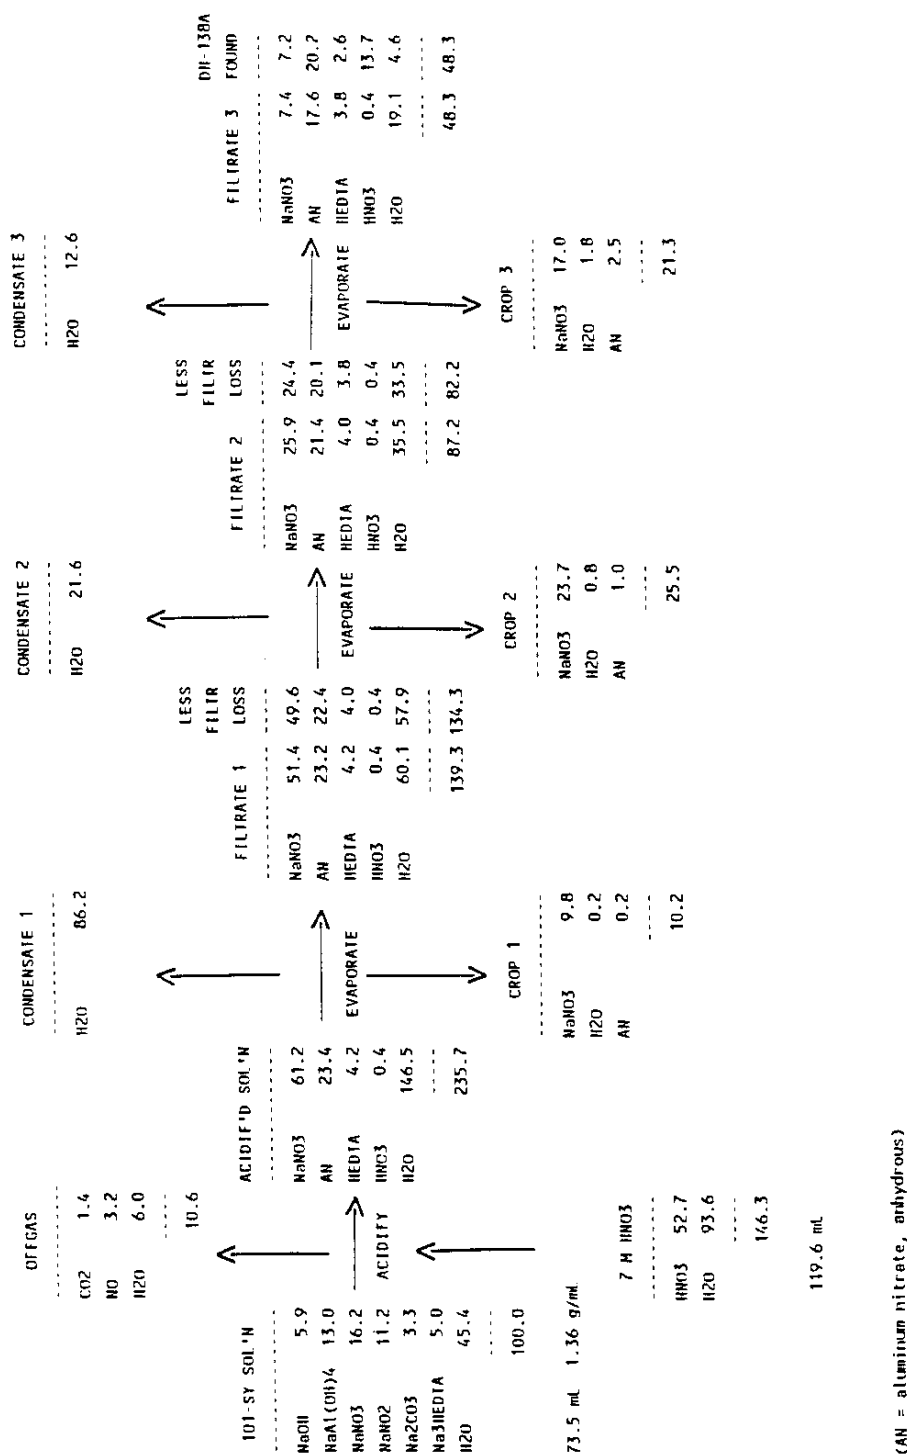 101-SY SOL'N
NaOH 5.9
NaAl(OH)4 13.0
NaNO3 16.2
NaNO2 11.2
Na2CO3 3.3
Na3HEDTA 5.0
H2O 45.4
100.0
73.5 mL 1.36 g/mL
OFFGAS
CO2 1.4
NO 3.2
H2O 6.0
10.6
ACIDIFY
7 M HNO3
HNO3 52.7
H2O 93.6
146.3
119.6 mL
ACIDIF'D SOL'N
NaNO3 61.2
AN 23.4
HEDTA 4.2
HNO3 0.4
H2O 146.5
235.7
CONDENSATE 1
H2O 86.2
EVAPORATE
CROP 1
NaNO3 9.8
H2O 0.2
AN 0.2
10.2
LESS
FILTR
FILTRATE 1 LOSS
NaNO3 51.4 49.6
AN 23.2 22.4
HEDTA 4.2 4.0
HNO3 0.4 0.4
H2O 60.1 57.9
139.3 134.3
CONDENSATE 2
H2O 21.6
EVAPORATE
CROP 2
NaNO3 23.7
H2O 0.8
AN 1.0
25.5
LESS
FILTR
FILTRATE 2 LOSS
NaNO3 25.9 24.4
AN 21.4 20.1
HEDTA 4.0 3.8
HNO3 0.4 0.4
H2O 35.5 33.5
87.2 82.2
CONDENSATE 3
H2O 12.6
EVAPORATE
CROP 3
NaNO3 17.0
H2O 1.8
AN 2.5
21.3
DN-138A
FILTRATE 3 FOUND
NaNO3 7.4 7.2
AN 17.6 20.2
HEDTA 3.8 2.6
HNO3 0.4 13.7
H2O 19.1 4.6
48.3 48.3
(AN = aluminum nitrate, anhydrous)